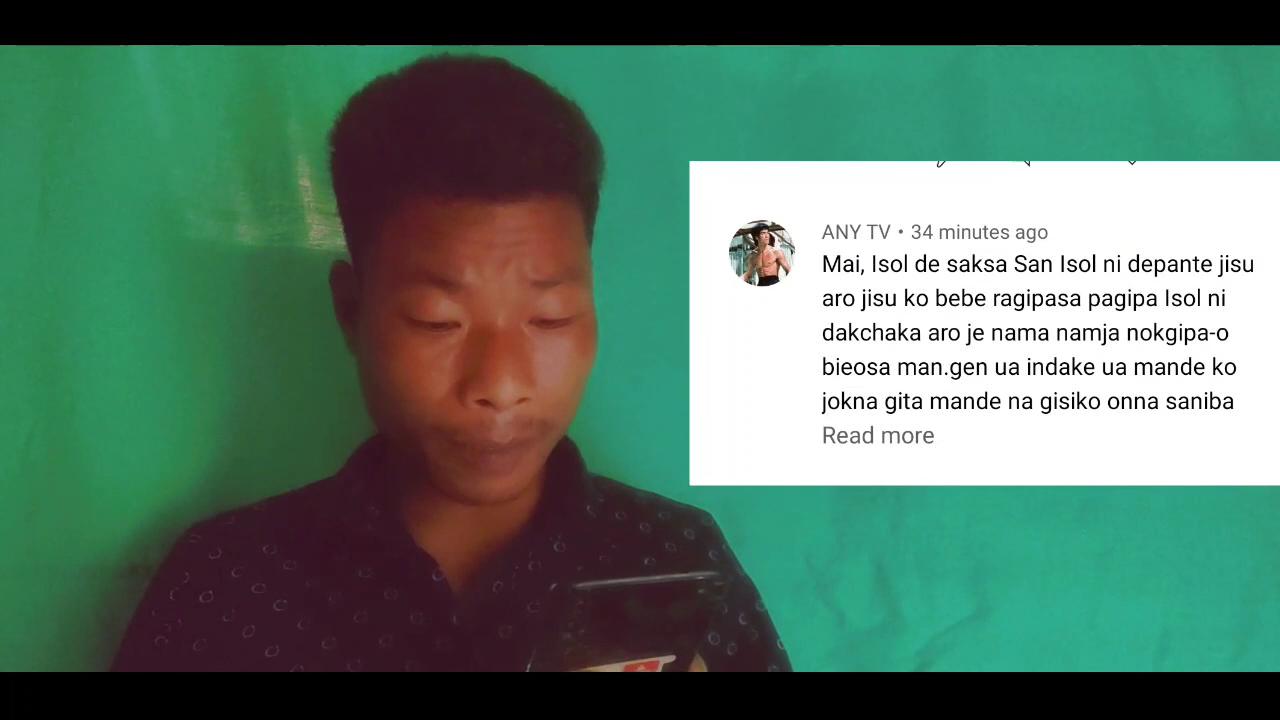 ANY TV • 34 minutes ago
Mai, Isol de saksa San Isol ni depante jisu
aro jisu ko bebe ragipasa pagipa Isol ni
dakchaka aro je nama namja nokgipa-o
bieosa man.gen ua indake ua mande ko
jokna gita mande na gisiko onna saniba
Read more